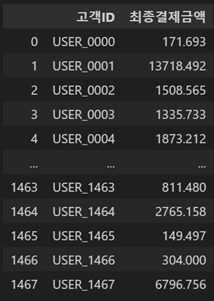 고객ID 최종결제금액
0 USER_0000 171.693
1 USER_0001 13718.492
2 USER_0002 1508.565
3 USER_0003 1335.733
4 USER_0004 1873.212
... ... ...
1463 USER_1463 811.480
1464 USER_1464 2765.158
1465 USER_1465 149.497
1466 USER_1466 304.000
1467 USER_1467 6796.756